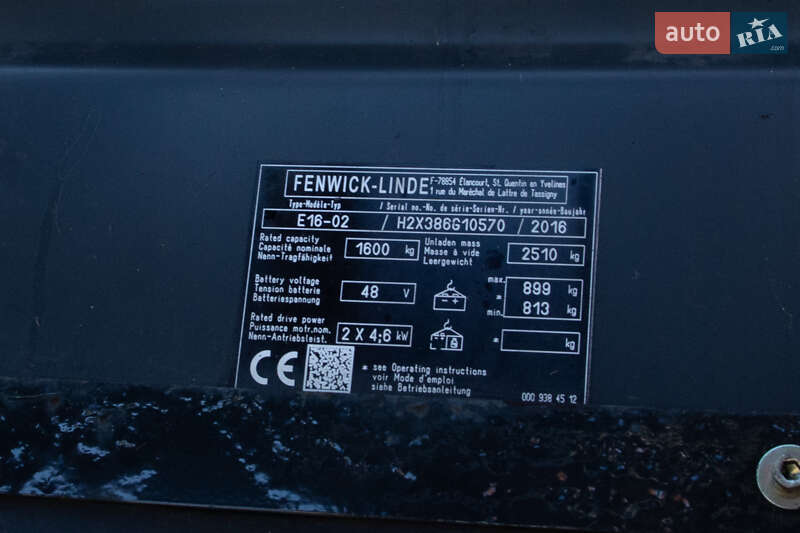 auto RIA .com
FENWICK-LINDE F-78854 Élancourt, St. Quentin en Yvelines
1 rue du Maréchal de Lattre de Tassigny
Type-Modèle-Typ / Serial no.-No. de série-Serien-Nr. / year-année-Baujahr
E16-02 / H2X386G10570 / 2016
Rated capacity
Capacité nominale
Nenn-Tragfähigkeit
1600 kg
Unladen mass
Masse à vide
Leergewicht
2510 kg
Battery voltage
Tension batterie
Batteriespannung
48 V
max. 899 kg
*
min. 813 kg
Rated drive power
Puissance motr.nom.
Nenn-Antriebsleist.
2 X 4,6 kW
* kg
CE
* see Operating instructions
voir Mode d'emploi
siehe Betriebsanleitung
000 938 45 12